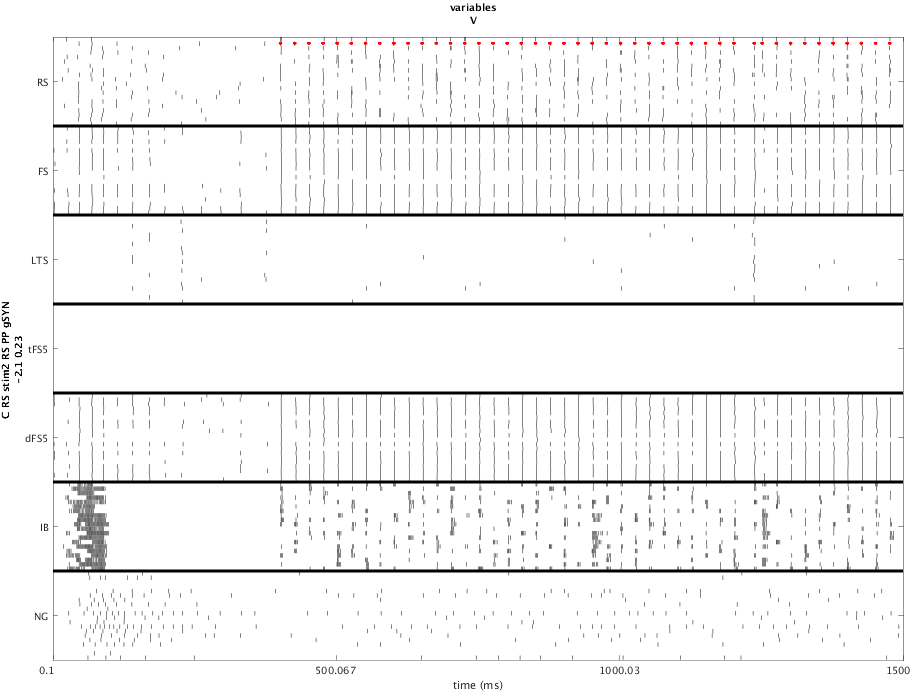 variables
V
RS
FS
LTS
tFS5
dFS5
IB
NG
C RS stim2 RS PP gSYN
-2.1 0.23
0.1
500.067
1000.03
1500
time (ms)